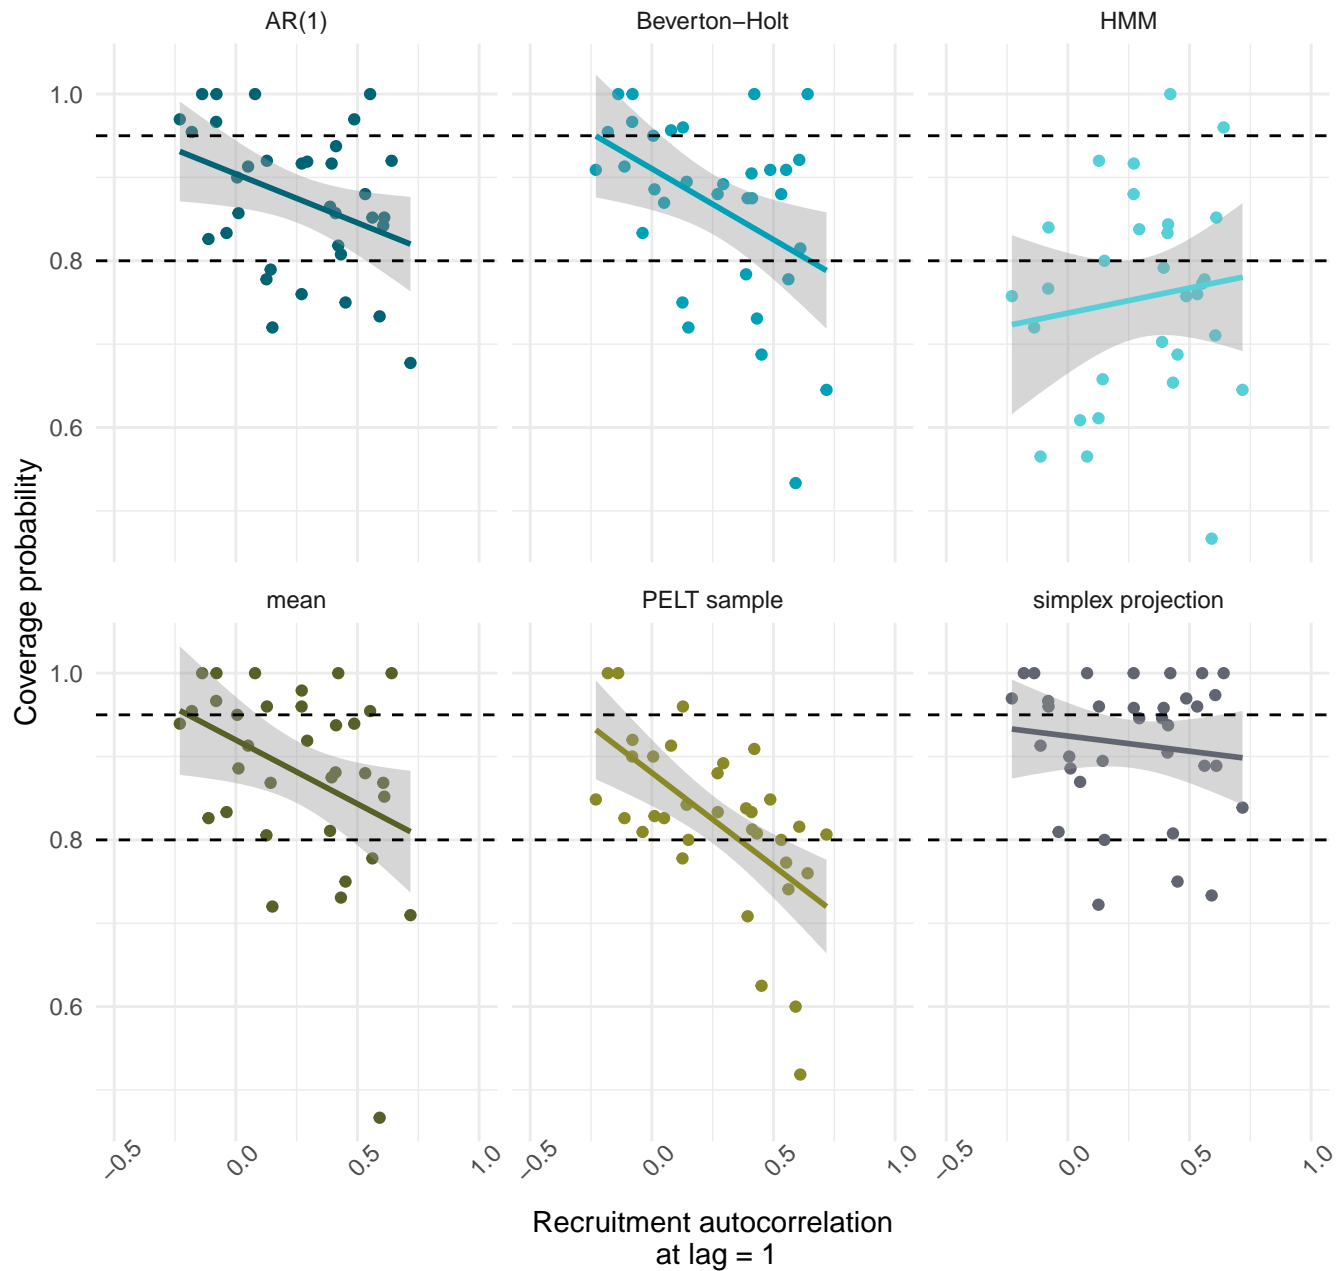 AR(1)
Beverton−Holt
HMM
1.0
0.8
0.6
Coverage probability
mean
PELT sample
simplex projection
1.0
0.8
0.6
−0.5
0.0
0.5
1.0
−0.5
0.0
0.5
1.0
−0.5
0.0
0.5
1.0
Recruitment autocorrelation
at lag = 1